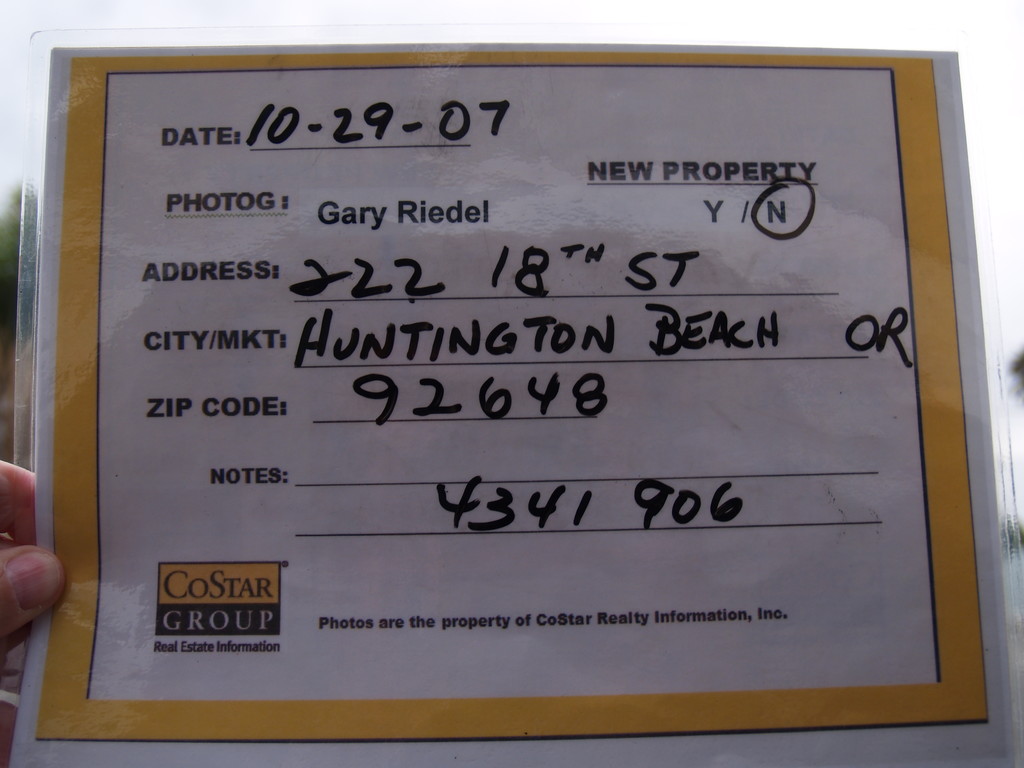 DATE: 10-29-07
NEW PROPERTY
PHOTOG: Gary Riedel Y / N
ADDRESS: 222 18TH ST
CITY/MKT: HUNTINGTON BEACH OR
ZIP CODE: 92648
NOTES:
4341 906
COSTAR
GROUP
Real Estate Information
Photos are the property of CoStar Realty Information, Inc.